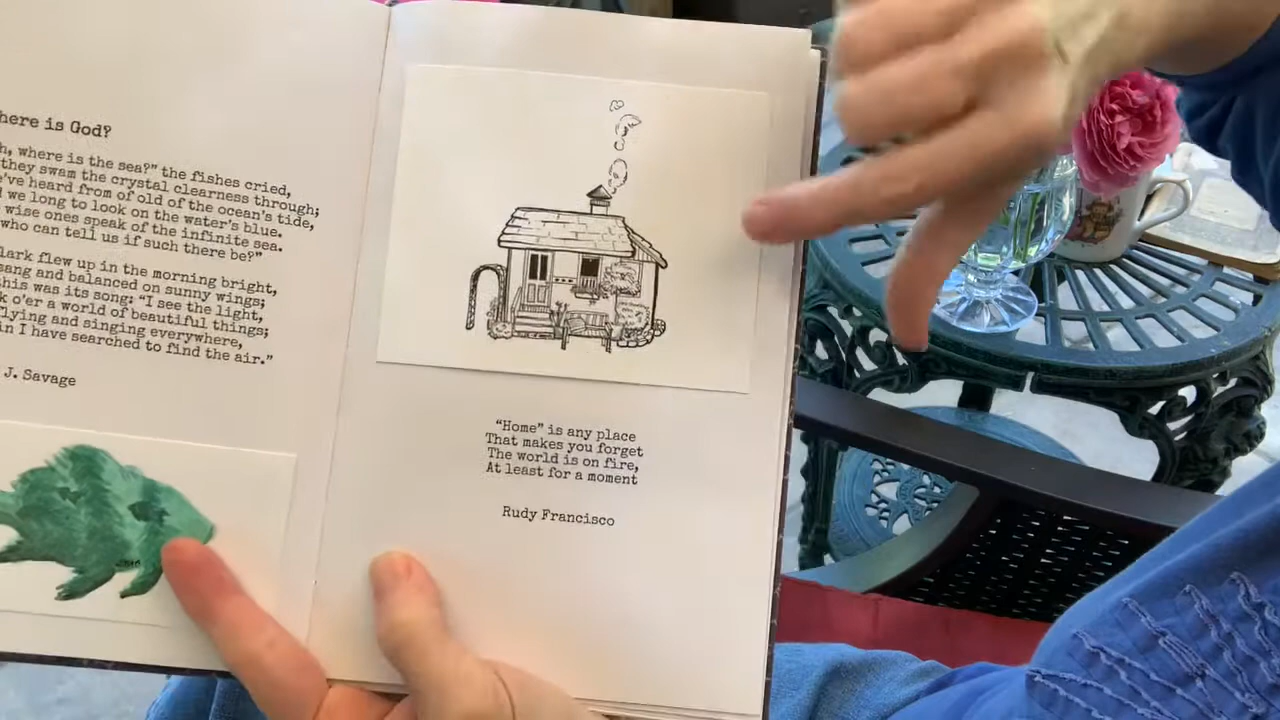 here is God?
h, where is the sea?" the fishes cried,
they swam the crystal clearness through;
've heard from of old of the ocean's tide,
we long to look on the water's blue.
wise ones speak of the infinite sea.
who can tell us if such there be?"
lark flew up in the morning bright,
sang and balanced on sunny wings;
this was its song: "I see the light,
k o'er a world of beautiful things;
flying and singing everywhere,
in I have searched to find the air."
J. Savage
"Home" is any place
That makes you forget
The world is on fire,
At least for a moment
Rudy Francisco